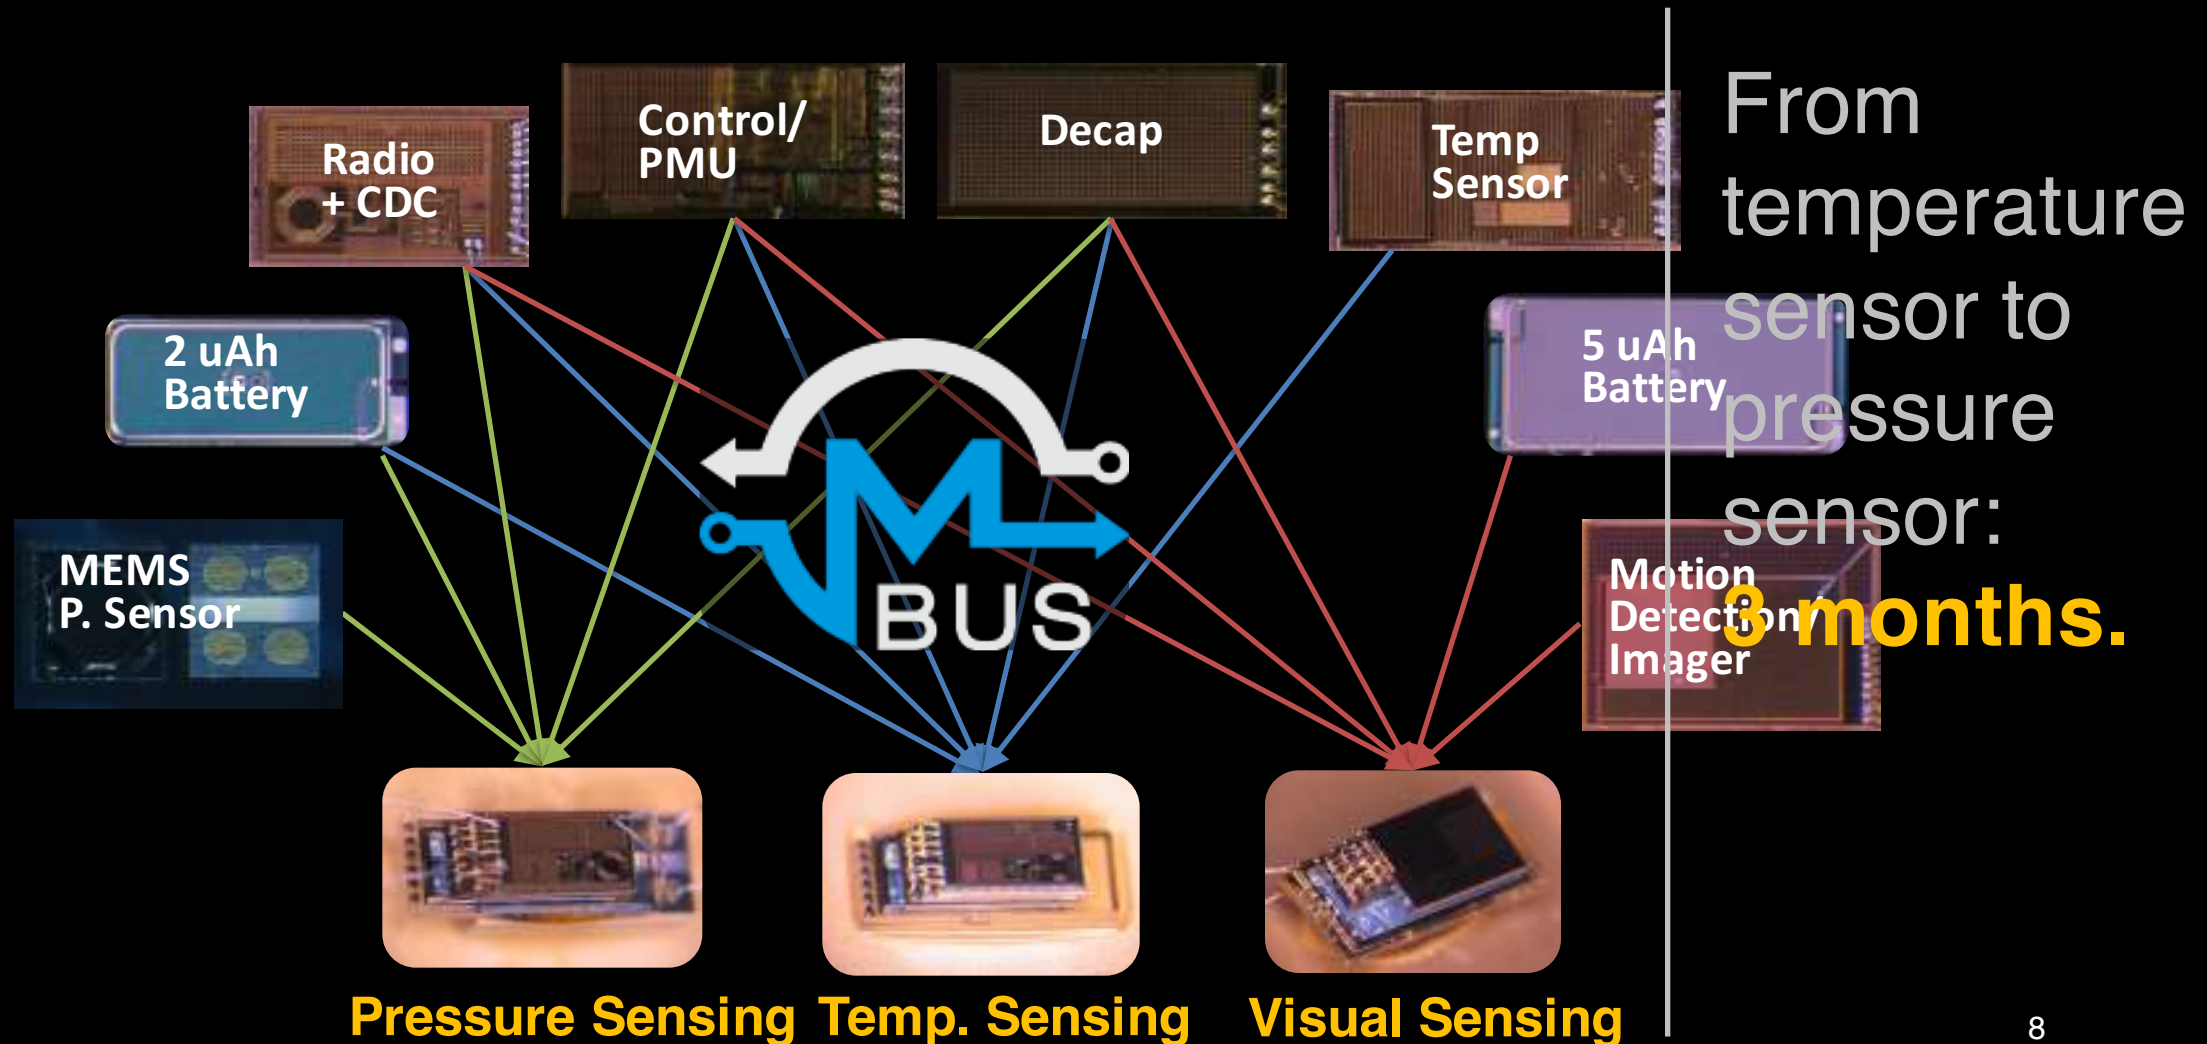 Radio
+ CDC
Control/
PMU
Decap
Temp
Sensor
2 uAh
Battery
5 uAh
Battery
MEMS
P. Sensor
Motion
Detection/
Imager
M
BUS
Pressure Sensing
Temp. Sensing
Visual Sensing
From
temperature
sensor to
pressure
sensor:
3 months.
8